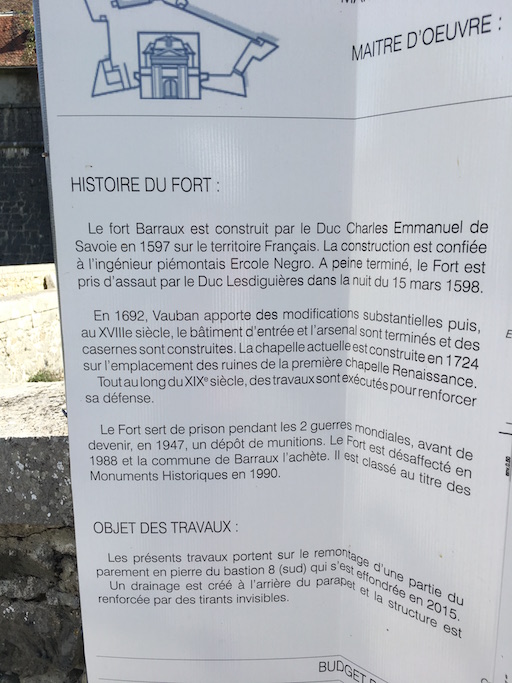 MAITRE D'OEUVRE :
HISTOIRE DU FORT :
Le fort Barraux est construit par le Duc Charles Emmanuel de
Savoie en 1597 sur le territoire Français. La construction est confiée
à l'ingénieur piémontais Ercole Negro. A peine terminé, le Fort est
pris d'assaut par le Duc Lesdiguières dans la nuit du 15 mars 1598.
En 1692, Vauban apporte des modifications substantielles puis,
au XVIIIe siècle, le bâtiment d'entrée et l'arsenal sont terminés et des
casernes sont construites. La chapelle actuelle est construite en 1724
sur l'emplacement des ruines de la première chapelle Renaissance.
Tout au long du XIXe siècle, des travaux sont exécutés pour renforcer
sa défense.
Le Fort sert de prison pendant les 2 guerres mondiales, avant de
devenir, en 1947, un dépôt de munitions. Le Fort est désaffecté en
1988 et la commune de Barraux l'achète. Il est classé au titre des
Monuments Historiques en 1990.
OBJET DES TRAVAUX :
Les présents travaux portent sur le remontage d'une partie du
parement en pierre du bastion 8 (sud) qui s'est effondrée en 2015.
Un drainage est créé à l'arrière du parapet et la structure est
renforcée par des tirants invisibles.
BUDGET